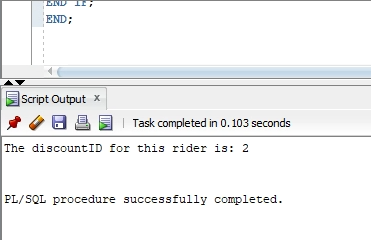 END IF;
END;
Script Output x
Task completed in 0.103 seconds
The discountID for this rider is: 2
PL/SQL procedure successfully completed.